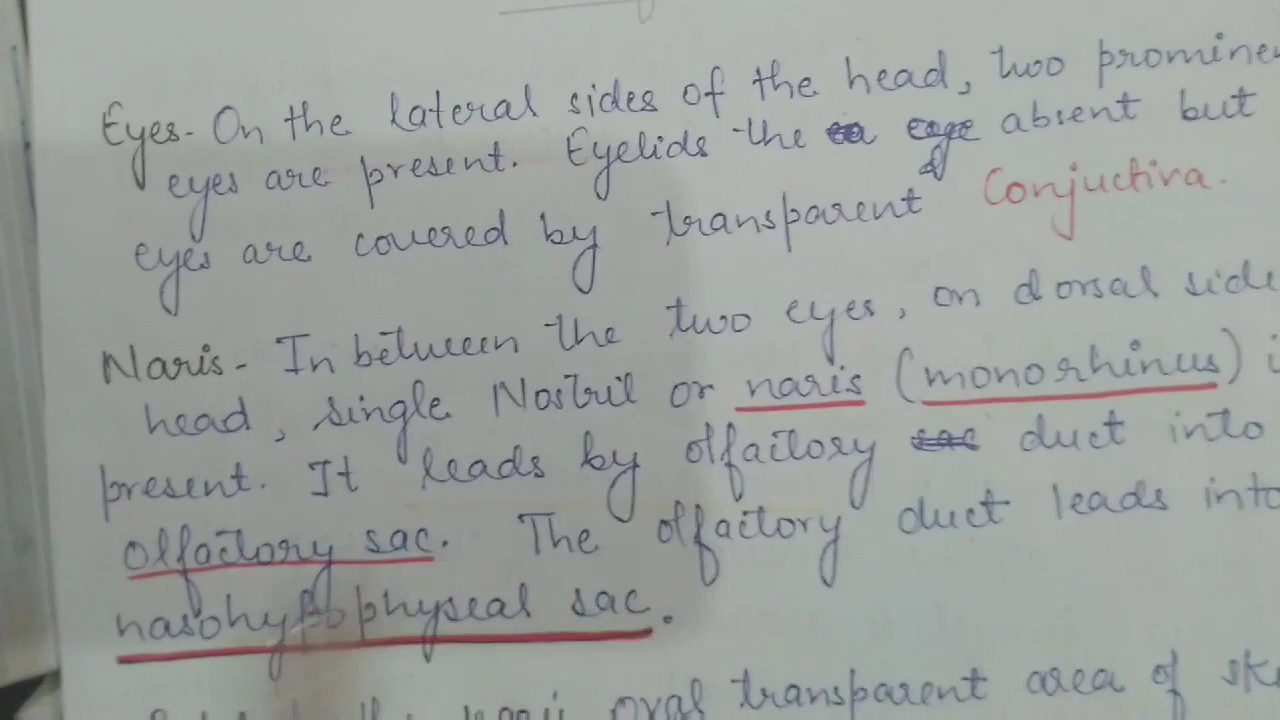 Eyes - On the lateral sides of the head, two promine
eyes are present. Eyelids the absent but
eyes are covered by transparent Conjuctiva.
Naris - In between the two eyes, on dorsal side
head, single Nostril or naris (monorhinus) i
present. It leads by olfactory duct into
olfactory sac. The olfactory duct leads into
nasohypophyseal sac.
oval transparent area of sk